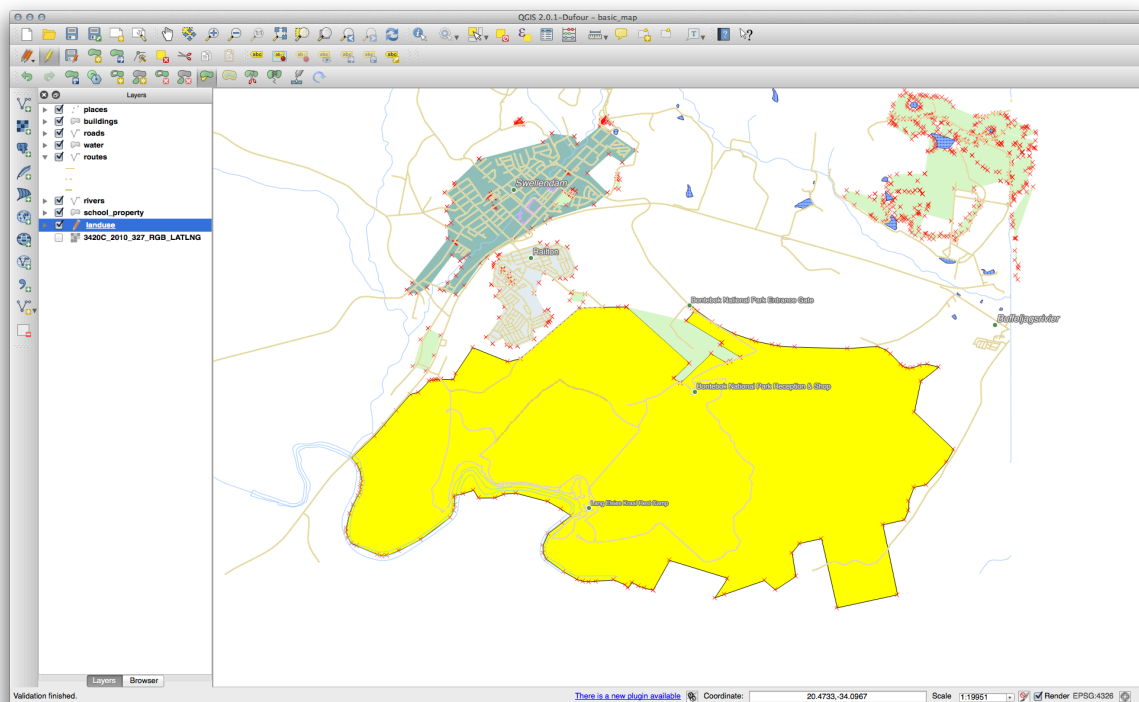 QGIS 2.0.1-Dufour - basic_map
Layers
places
buildings
roads
water
routes
rivers
school_property
landuse
3420C_2010_327_RGB_LATLNG
Swellendam
Railton
Bontebok National Park Entrance Gate
Buffeljagsrivier
Bontebok National Park Reception & Shop
Lang Elsies Kraal Rest Camp
Layers Browser
Validation finished. There is a new plugin available Coordinate: 20.4733,-34.0967 Scale 1:19951 Render EPSG:4326